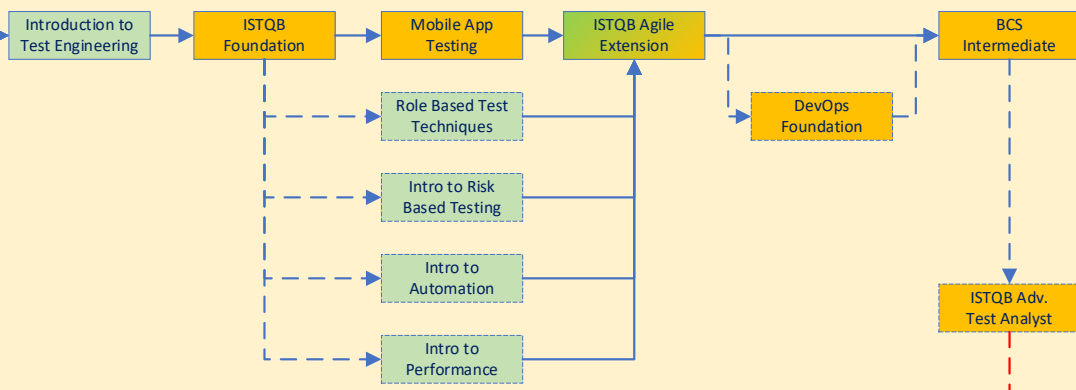 Introduction to
Test Engineering
ISTQB
Foundation
Mobile App
Testing
ISTQB Agile
Extension
BCS
Intermediate
Role Based Test
Techniques
DevOps
Foundation
Intro to Risk
Based Testing
Intro to
Automation
ISTQB Adv.
Test Analyst
Intro to
Performance